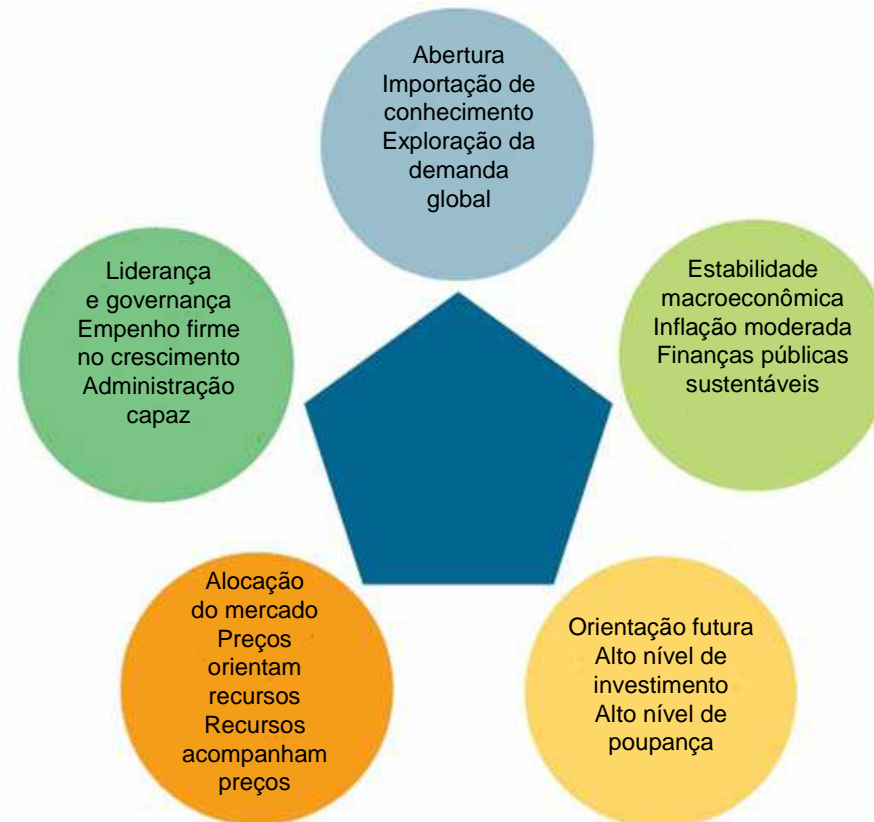 Abertura
Importação de
conhecimento
Exploração da
demanda
global
Liderança
e governança
Empenho firme
no crescimento
Administração
capaz
Estabilidade
macroeconômica
Inflação moderada
Finanças públicas
sustentáveis
Alocação
do mercado
Preços
orientam
recursos
Recursos
acompanham
preços
Orientação futura
Alto nível de
investimento
Alto nível de
poupança